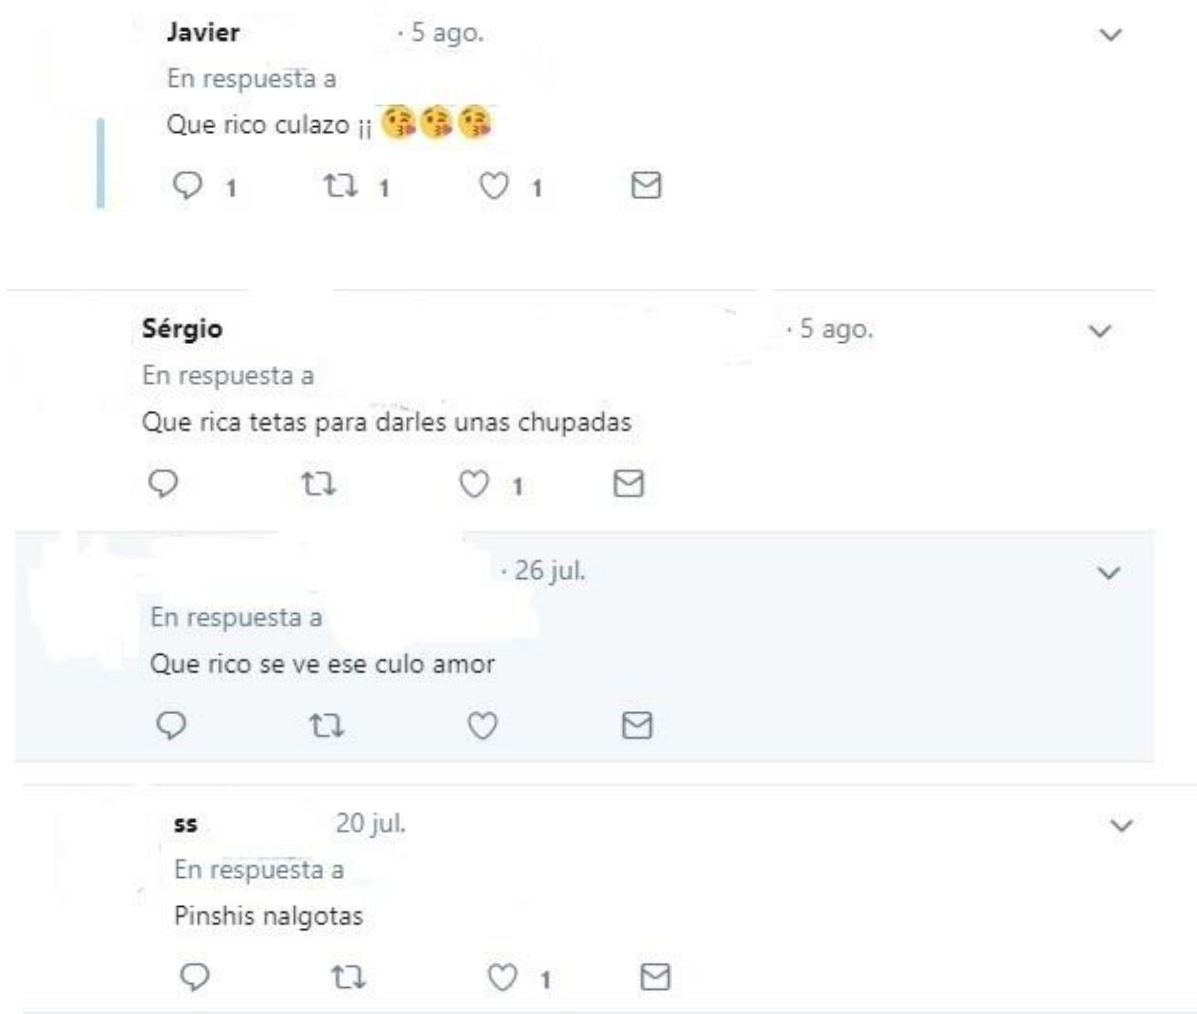 Javier · 5 ago.
En respuesta a
Que rico culazo ¡¡ 😘😘😘
1 1 1
Sérgio · 5 ago.
En respuesta a
Que rica tetas para darles unas chupadas
1
· 26 jul.
En respuesta a
Que rico se ve ese culo amor
ss 20 jul.
En respuesta a
Pinshis nalgotas
1